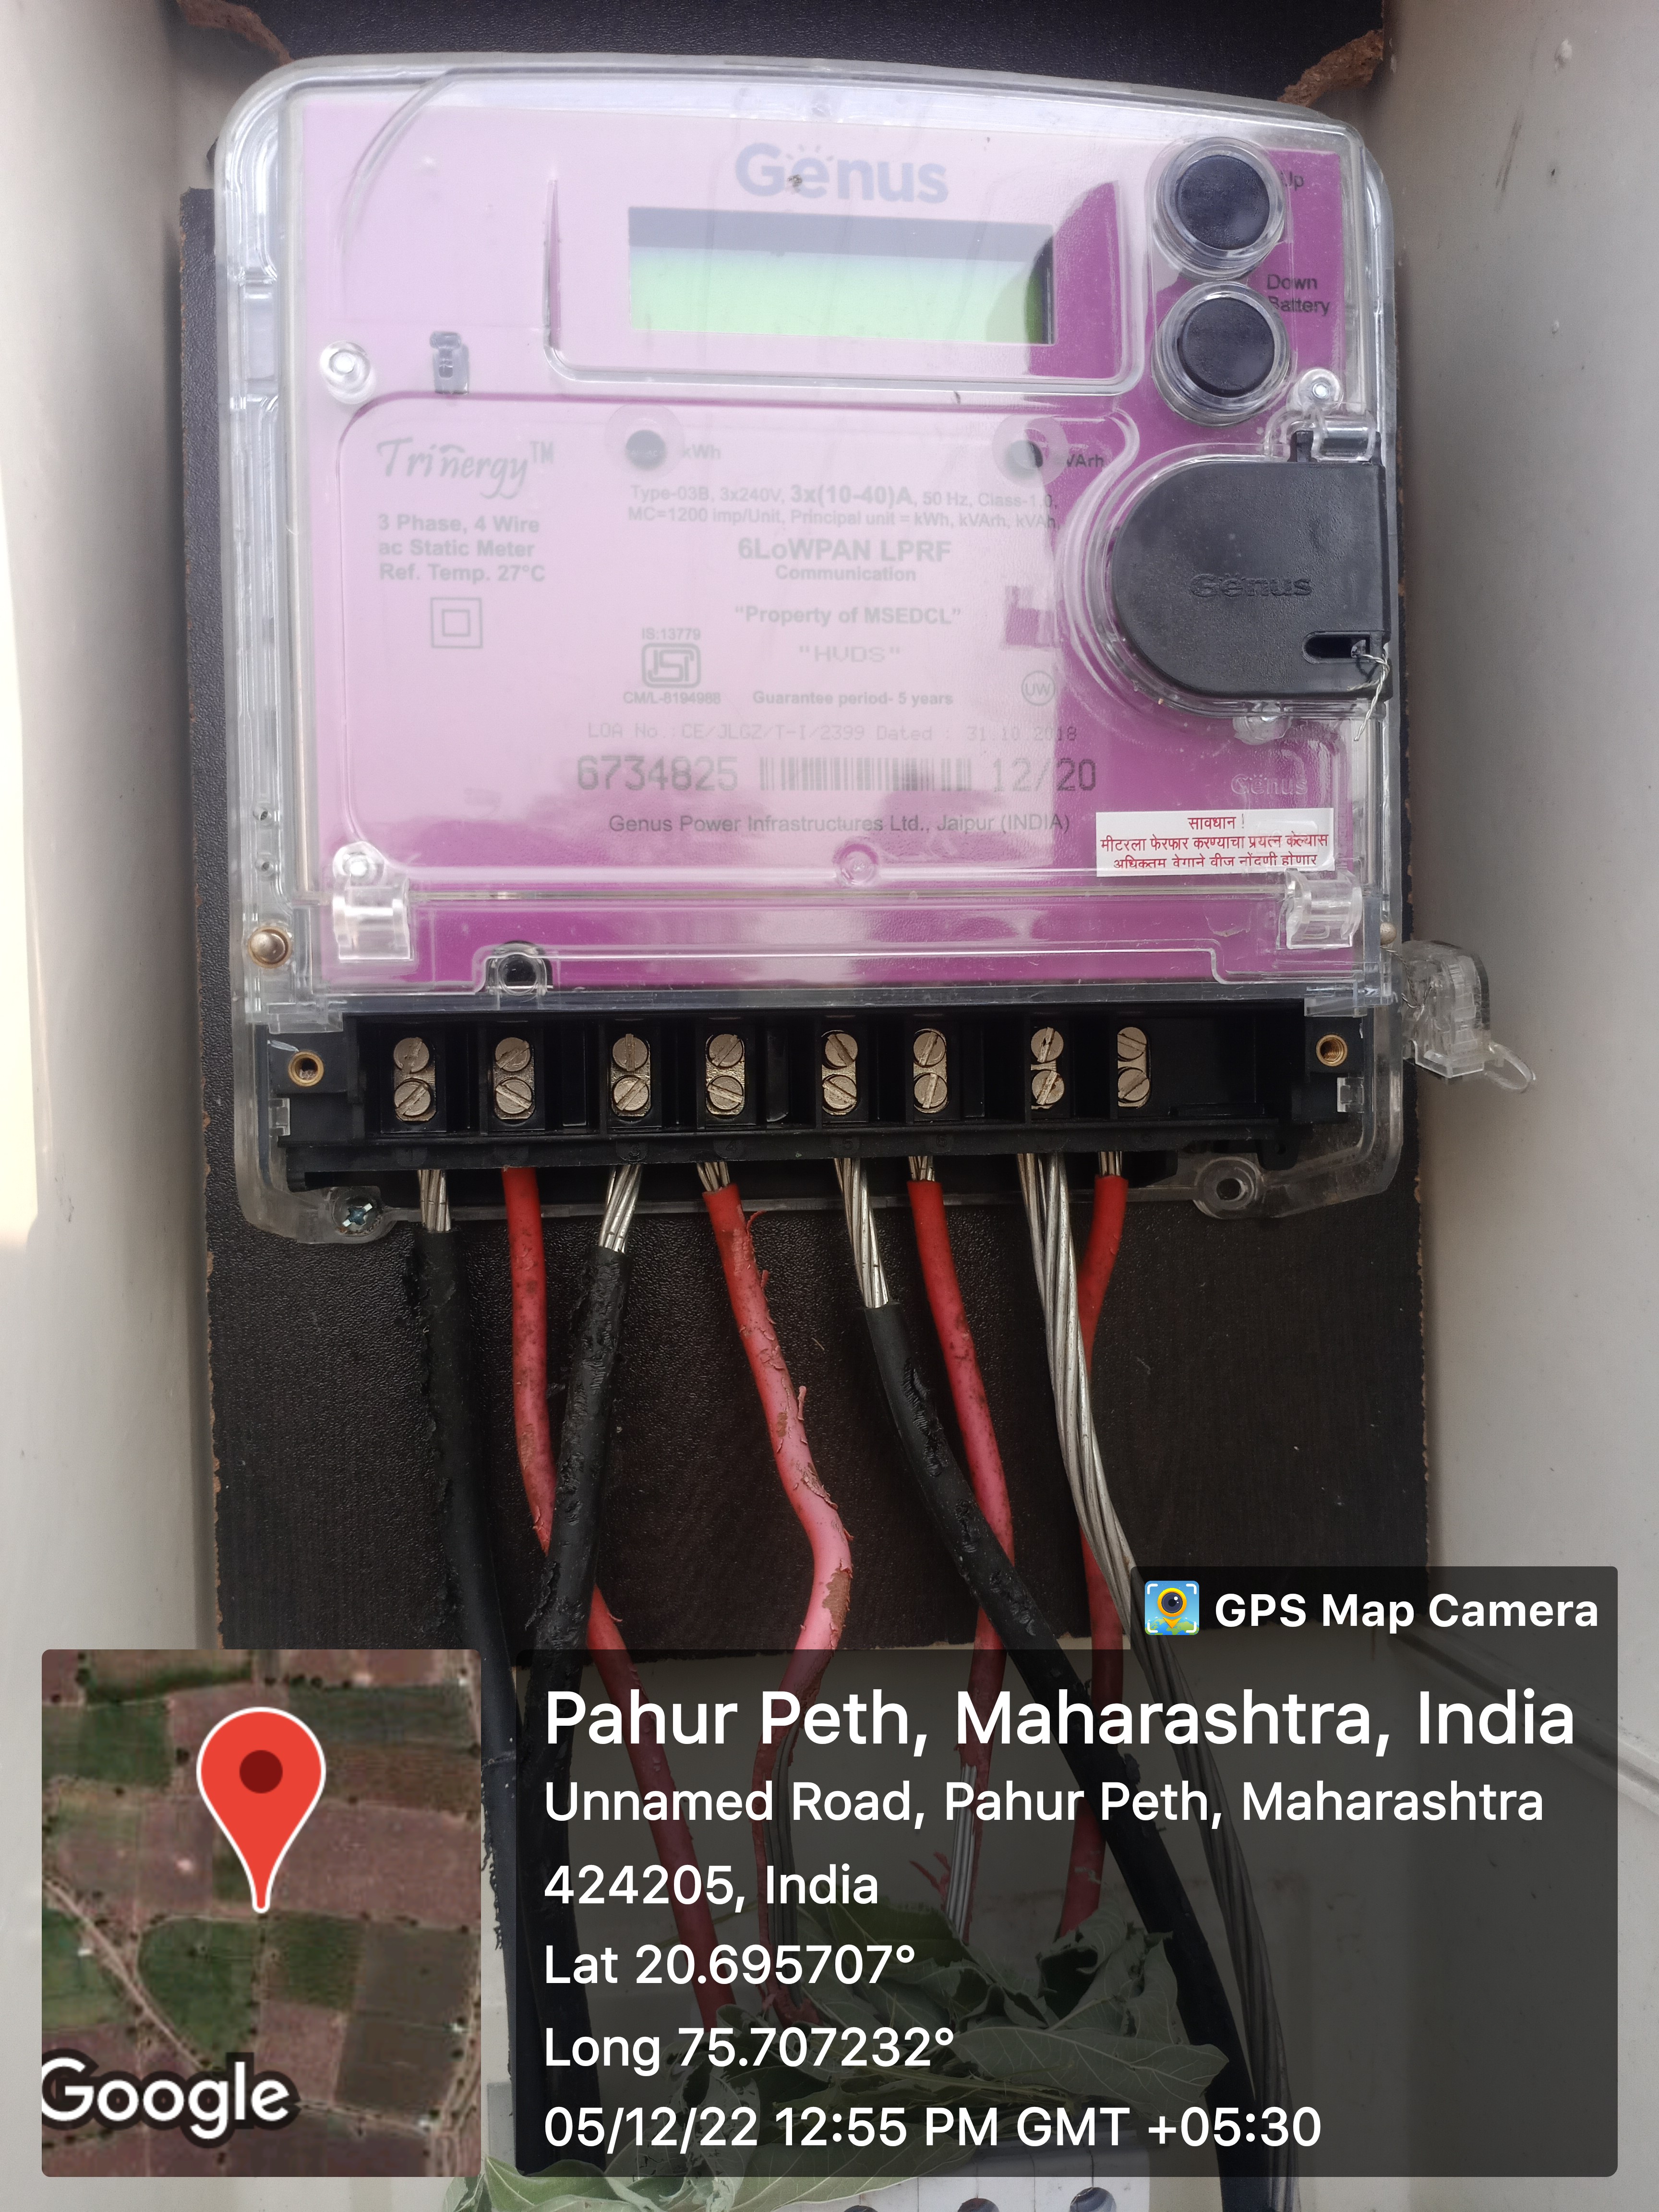 Genus
Up
Down
Battery
Trinergy™
kWh
kVArh
Type-03B, 3x240V, 3x(10-40)A, 50 Hz, Class-1.0,
MC=1200 imp/Unit, Principal unit = kWh, kVArh, kVAh,
3 Phase, 4 Wire
ac Static Meter
Ref. Temp. 27°C
6LoWPAN LPRF
Communication
Genus
"Property of MSEDCL"
IS:13779
ISI
"HVDS"
CM/L-8194988
Guarantee period- 5 years
UW
LOA No.:CE/JLGZ/T-I/2399 Dated : 31.10.2018
6734825 12/20
Genus
Genus Power Infrastructures Ltd., Jaipur (INDIA)
सावधान !
मीटरला फेरफार करण्याचा प्रयत्न केल्यास
अधिकतम वेगाने वीज नोंदणी होणार
GPS Map Camera
Pahur Peth, Maharashtra, India
Unnamed Road, Pahur Peth, Maharashtra
424205, India
Lat 20.695707°
Long 75.707232°
05/12/22 12:55 PM GMT +05:30
Google